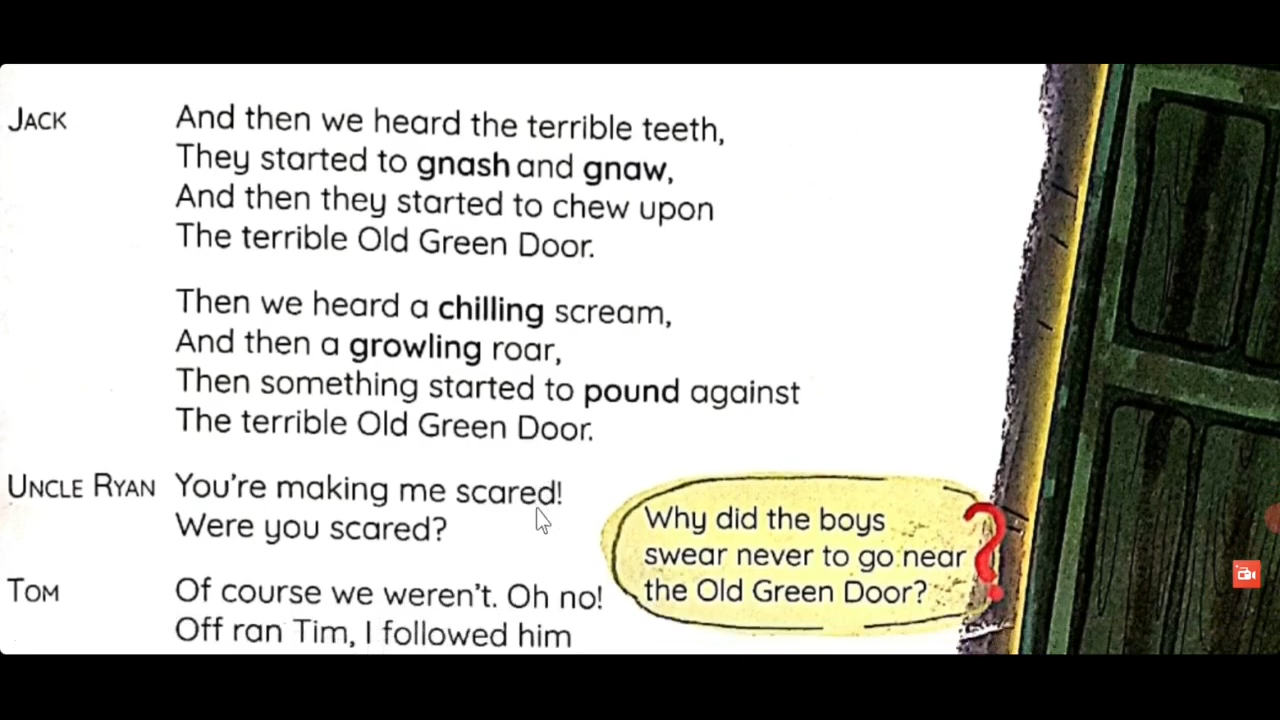 JACK And then we heard the terrible teeth,
They started to gnash and gnaw,
And then they started to chew upon
The terrible Old Green Door.
Then we heard a chilling scream,
And then a growling roar,
Then something started to pound against
The terrible Old Green Door.
UNCLE RYAN You're making me scared!
Were you scared?
TOM Of course we weren't. Oh no!
Off ran Tim, I followed him
Why did the boys
swear never to go near
the Old Green Door?
?